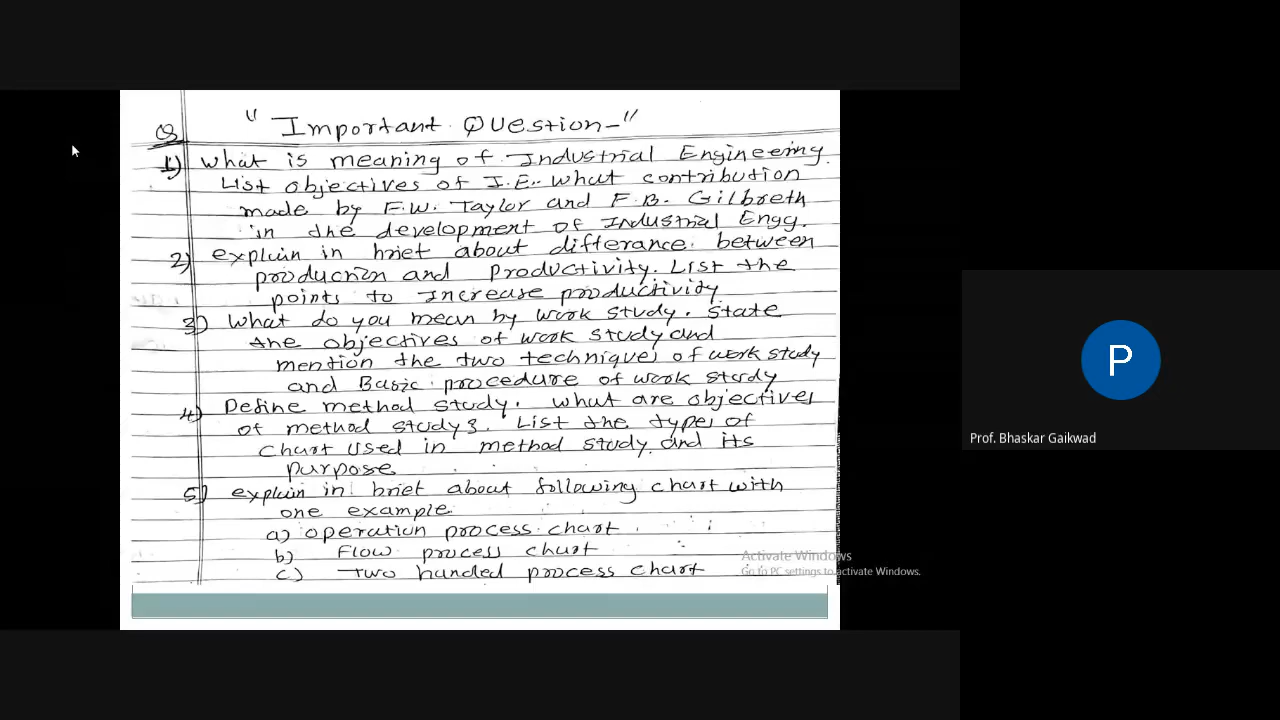 " Important Question-"
Q
1) what is meaning of Industrial Engineering.
List objectives of I.E.. what contribution
made by F.W. Taylor and F.B. Gilbreth
in the development of Industrial Engg.
2) explain in brief about differance between
production and productivity. List the
points to Increase productivity
3) What do you mean by work study. state
the objectives of work study and
mention the two techniques of work study
and Basic procedure of work study
4) Define method study. what are objectives
of method study?. List the types of
chart used in method study and its
purpose
5) explain in brief about following chart with
one example
a) operation process chart
b) Flow process chart
c) Two handed process chart
Activate Windows
Go to PC settings to activate Windows.
P
Prof. Bhaskar Gaikwad